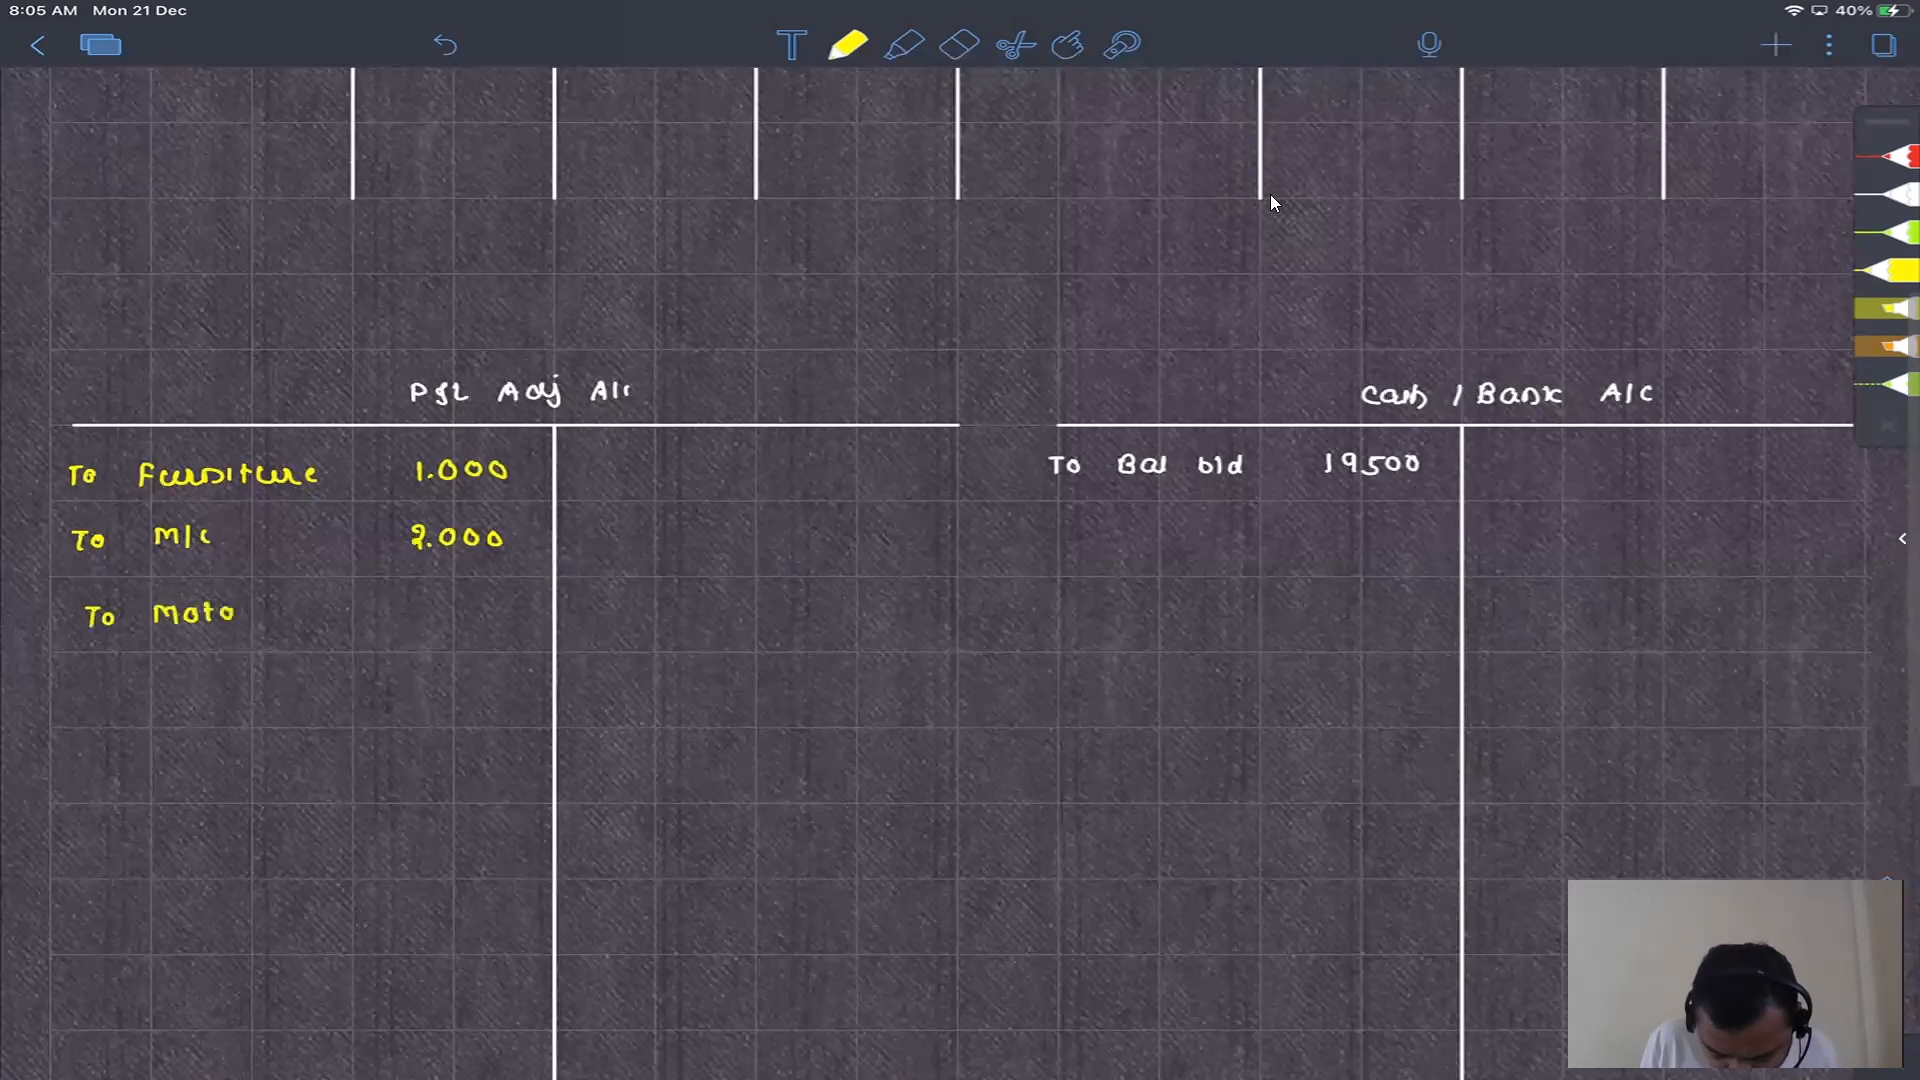 8:05 AM Mon 21 Dec
40%
P&L Adj A/c
Cash / Bank A/C
To Furniture 1.000
To Bal b/d 19500
To M/c 2.000
To Moto